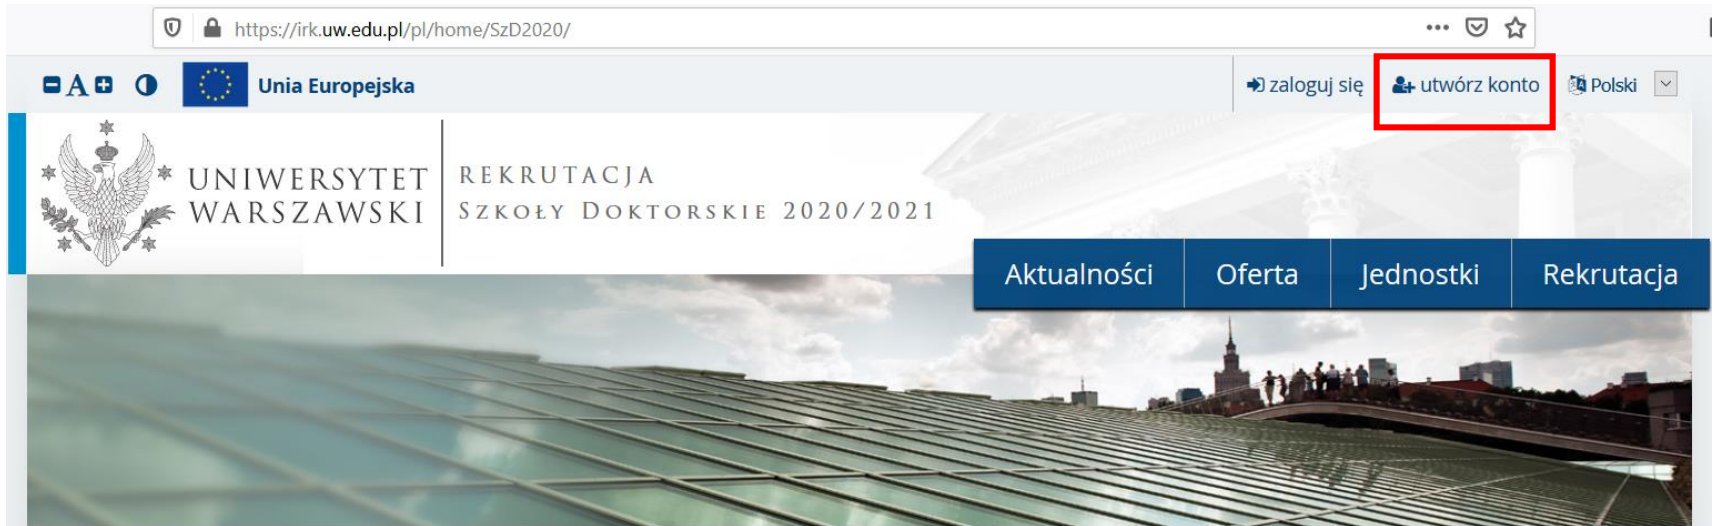 https://irk.uw.edu.pl/pl/home/SzD2020/
A Unia Europejska zaloguj się utwórz konto Polski
UNIWERSYTET
WARSZAWSKI
REKRUTACJA
SZKOŁY DOKTORSKIE 2020/2021
Aktualności Oferta Jednostki Rekrutacja